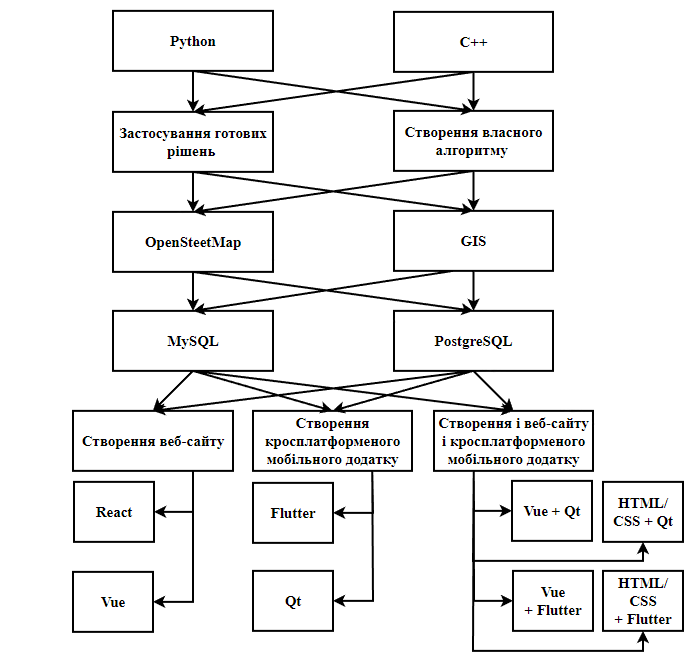 Python
C++
Застосування готових
рішень
Створення власного
алгоритму
OpenSteetMap
GIS
MySQL
PostgreSQL
Створення веб-сайту
Створення
кросплатформеного
мобільного додатку
Створення і веб-сайту
і кросплатформеного
мобільного додатку
React
Flutter
Vue + Qt
HTML/
CSS + Qt
Vue
Qt
Vue
+ Flutter
HTML/
CSS
+ Flutter